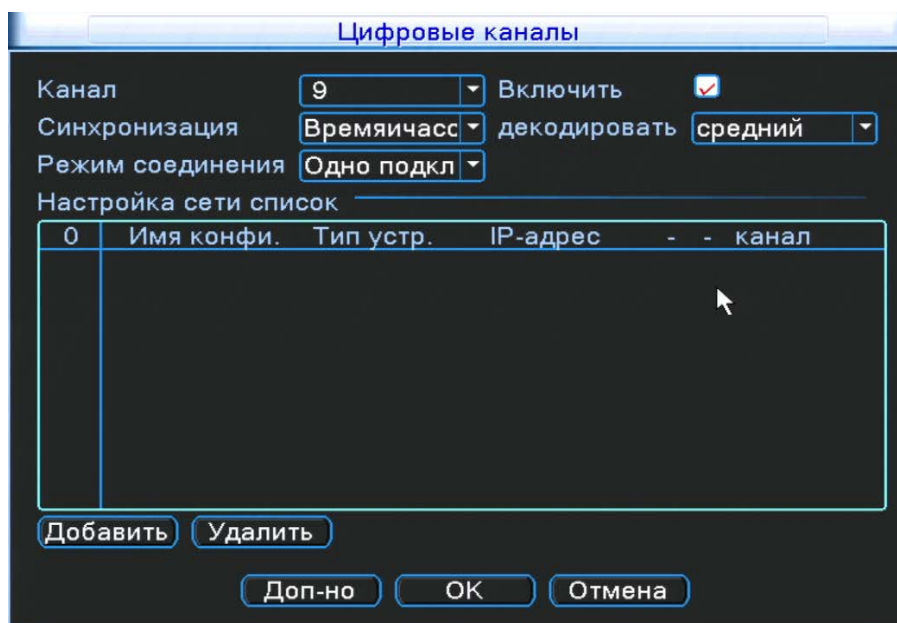 Цифровые каналы
Канал 9 Включить
Синхронизация Времяичасс декодировать средний
Режим соединения Одно подкл
Настройка сети список
0 Имя конфи. Тип устр. IP-адрес - - канал
Добавить Удалить
Доп-но OK Отмена